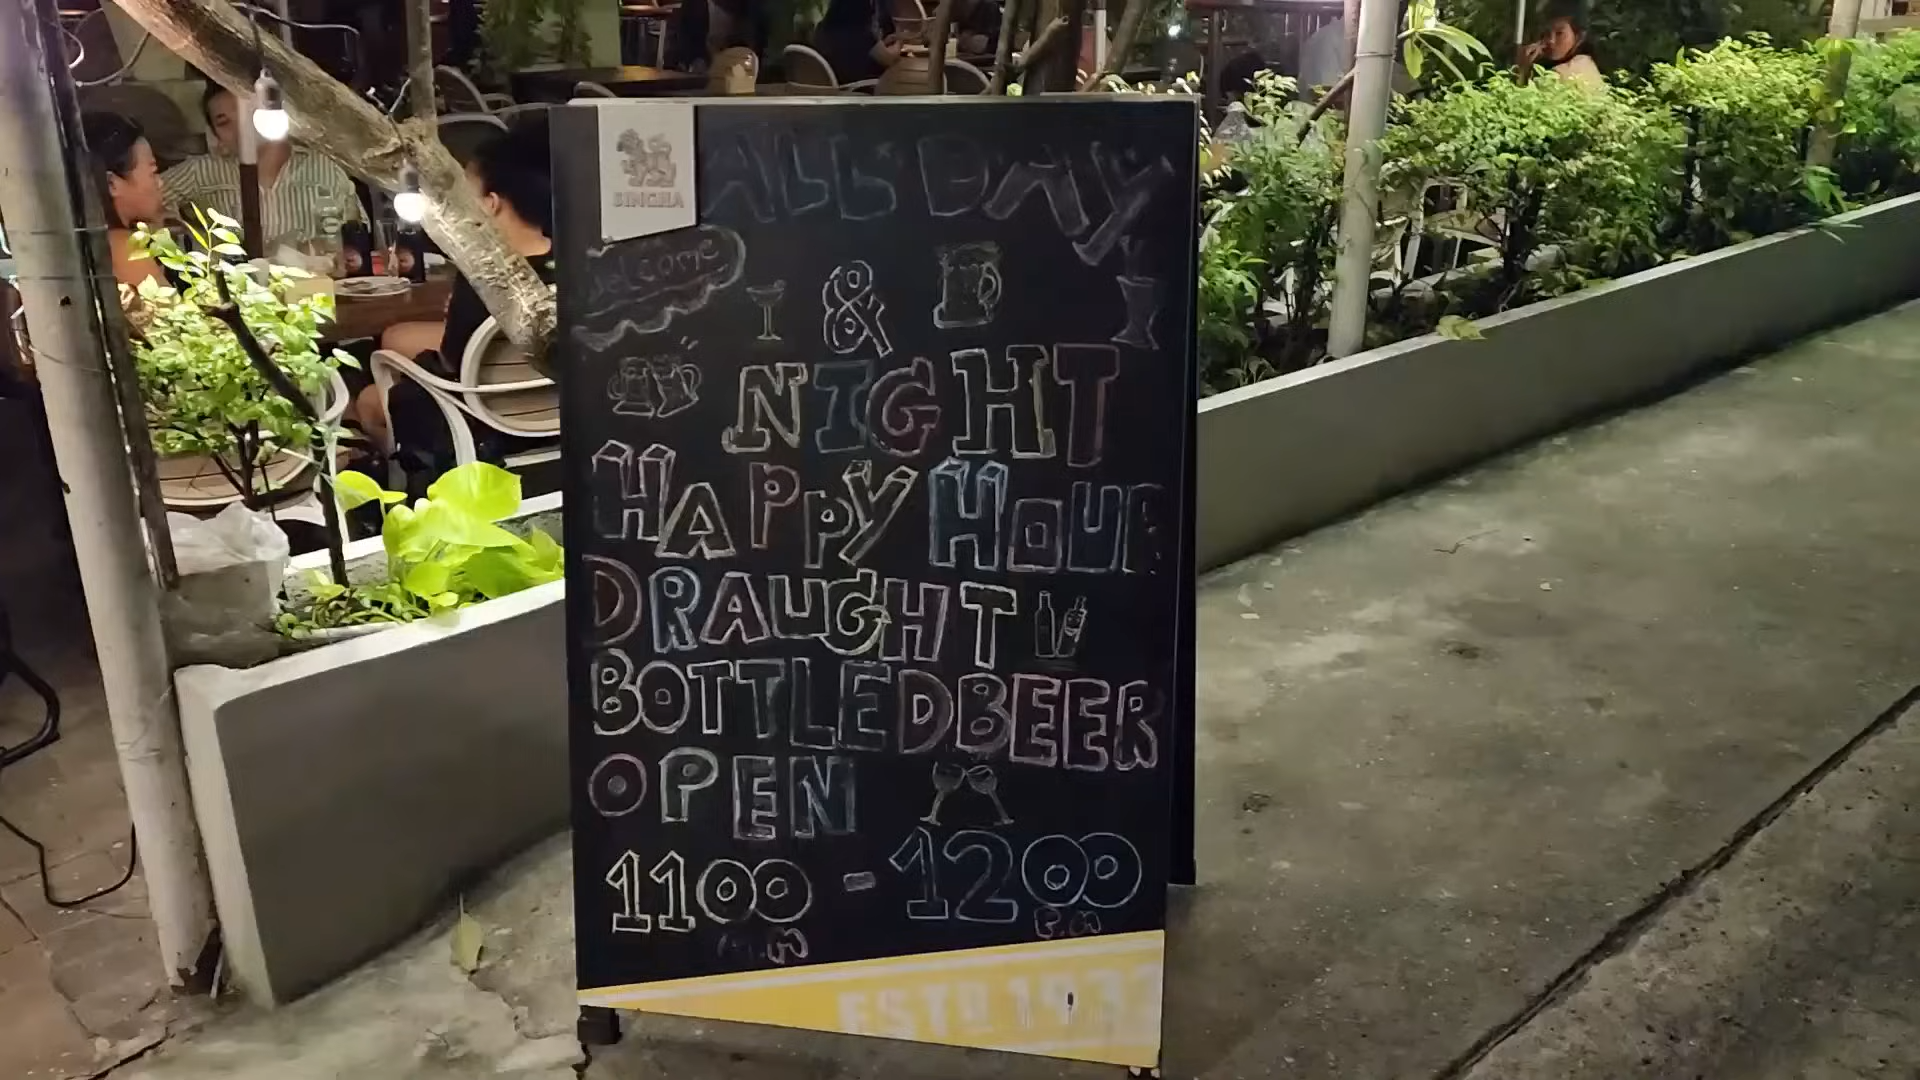 SINGHA
ALL DAY
Welcome
&
NIGHT
HAPPY HOUR
DRAUGHT
BOTTLED BEER
OPEN
1100 - 1200
A.M P.M
ESTD 1933